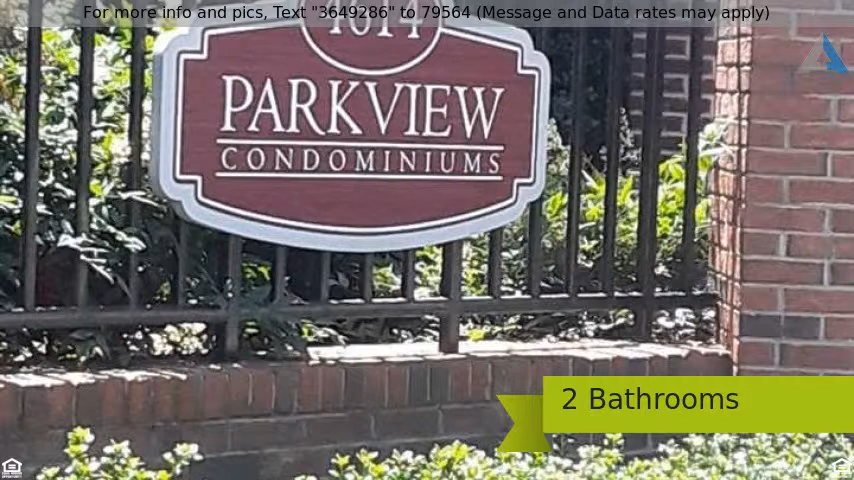 For more info and pics, Text "3649286" to 79564 (Message and Data rates may apply)
1014
PARKVIEW
CONDOMINIUMS
2 Bathrooms